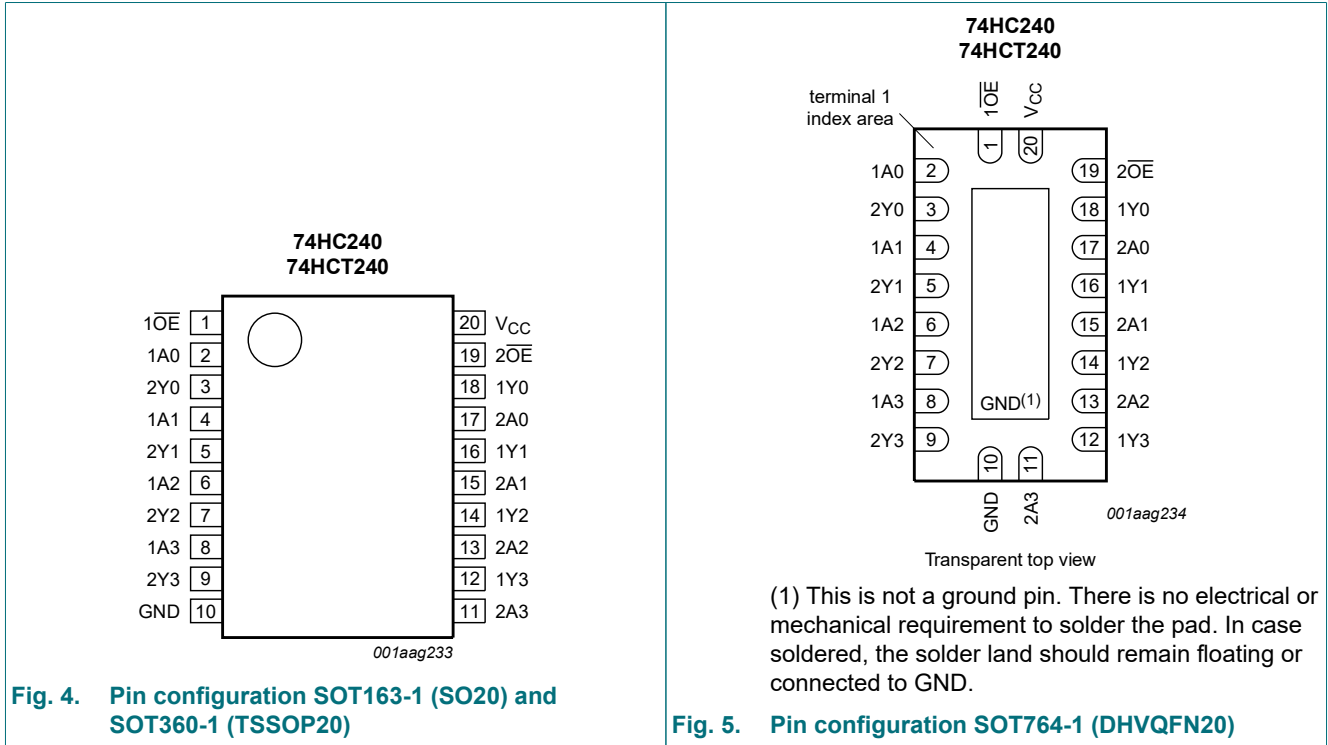 74HC240
74HCT240
1OE 1
1A0 2
2Y0 3
1A1 4
2Y1 5
1A2 6
2Y2 7
1A3 8
2Y3 9
GND 10
20 VCC
19 2OE
18 1Y0
17 2A0
16 1Y1
15 2A1
14 1Y2
13 2A2
12 1Y3
11 2A3
001aag233
Fig. 4. Pin configuration SOT163-1 (SO20) and
SOT360-1 (TSSOP20)
74HC240
74HCT240
terminal 1
index area
1OE
VCC
1
20
1A0 2
2Y0 3
1A1 4
2Y1 5
1A2 6
2Y2 7
1A3 8
2Y3 9
19 2OE
18 1Y0
17 2A0
16 1Y1
15 2A1
14 1Y2
13 2A2
12 1Y3
GND(1)
10
11
GND
2A3
001aag234
Transparent top view
(1) This is not a ground pin. There is no electrical or
mechanical requirement to solder the pad. In case
soldered, the solder land should remain floating or
connected to GND.
Fig. 5. Pin configuration SOT764-1 (DHVQFN20)